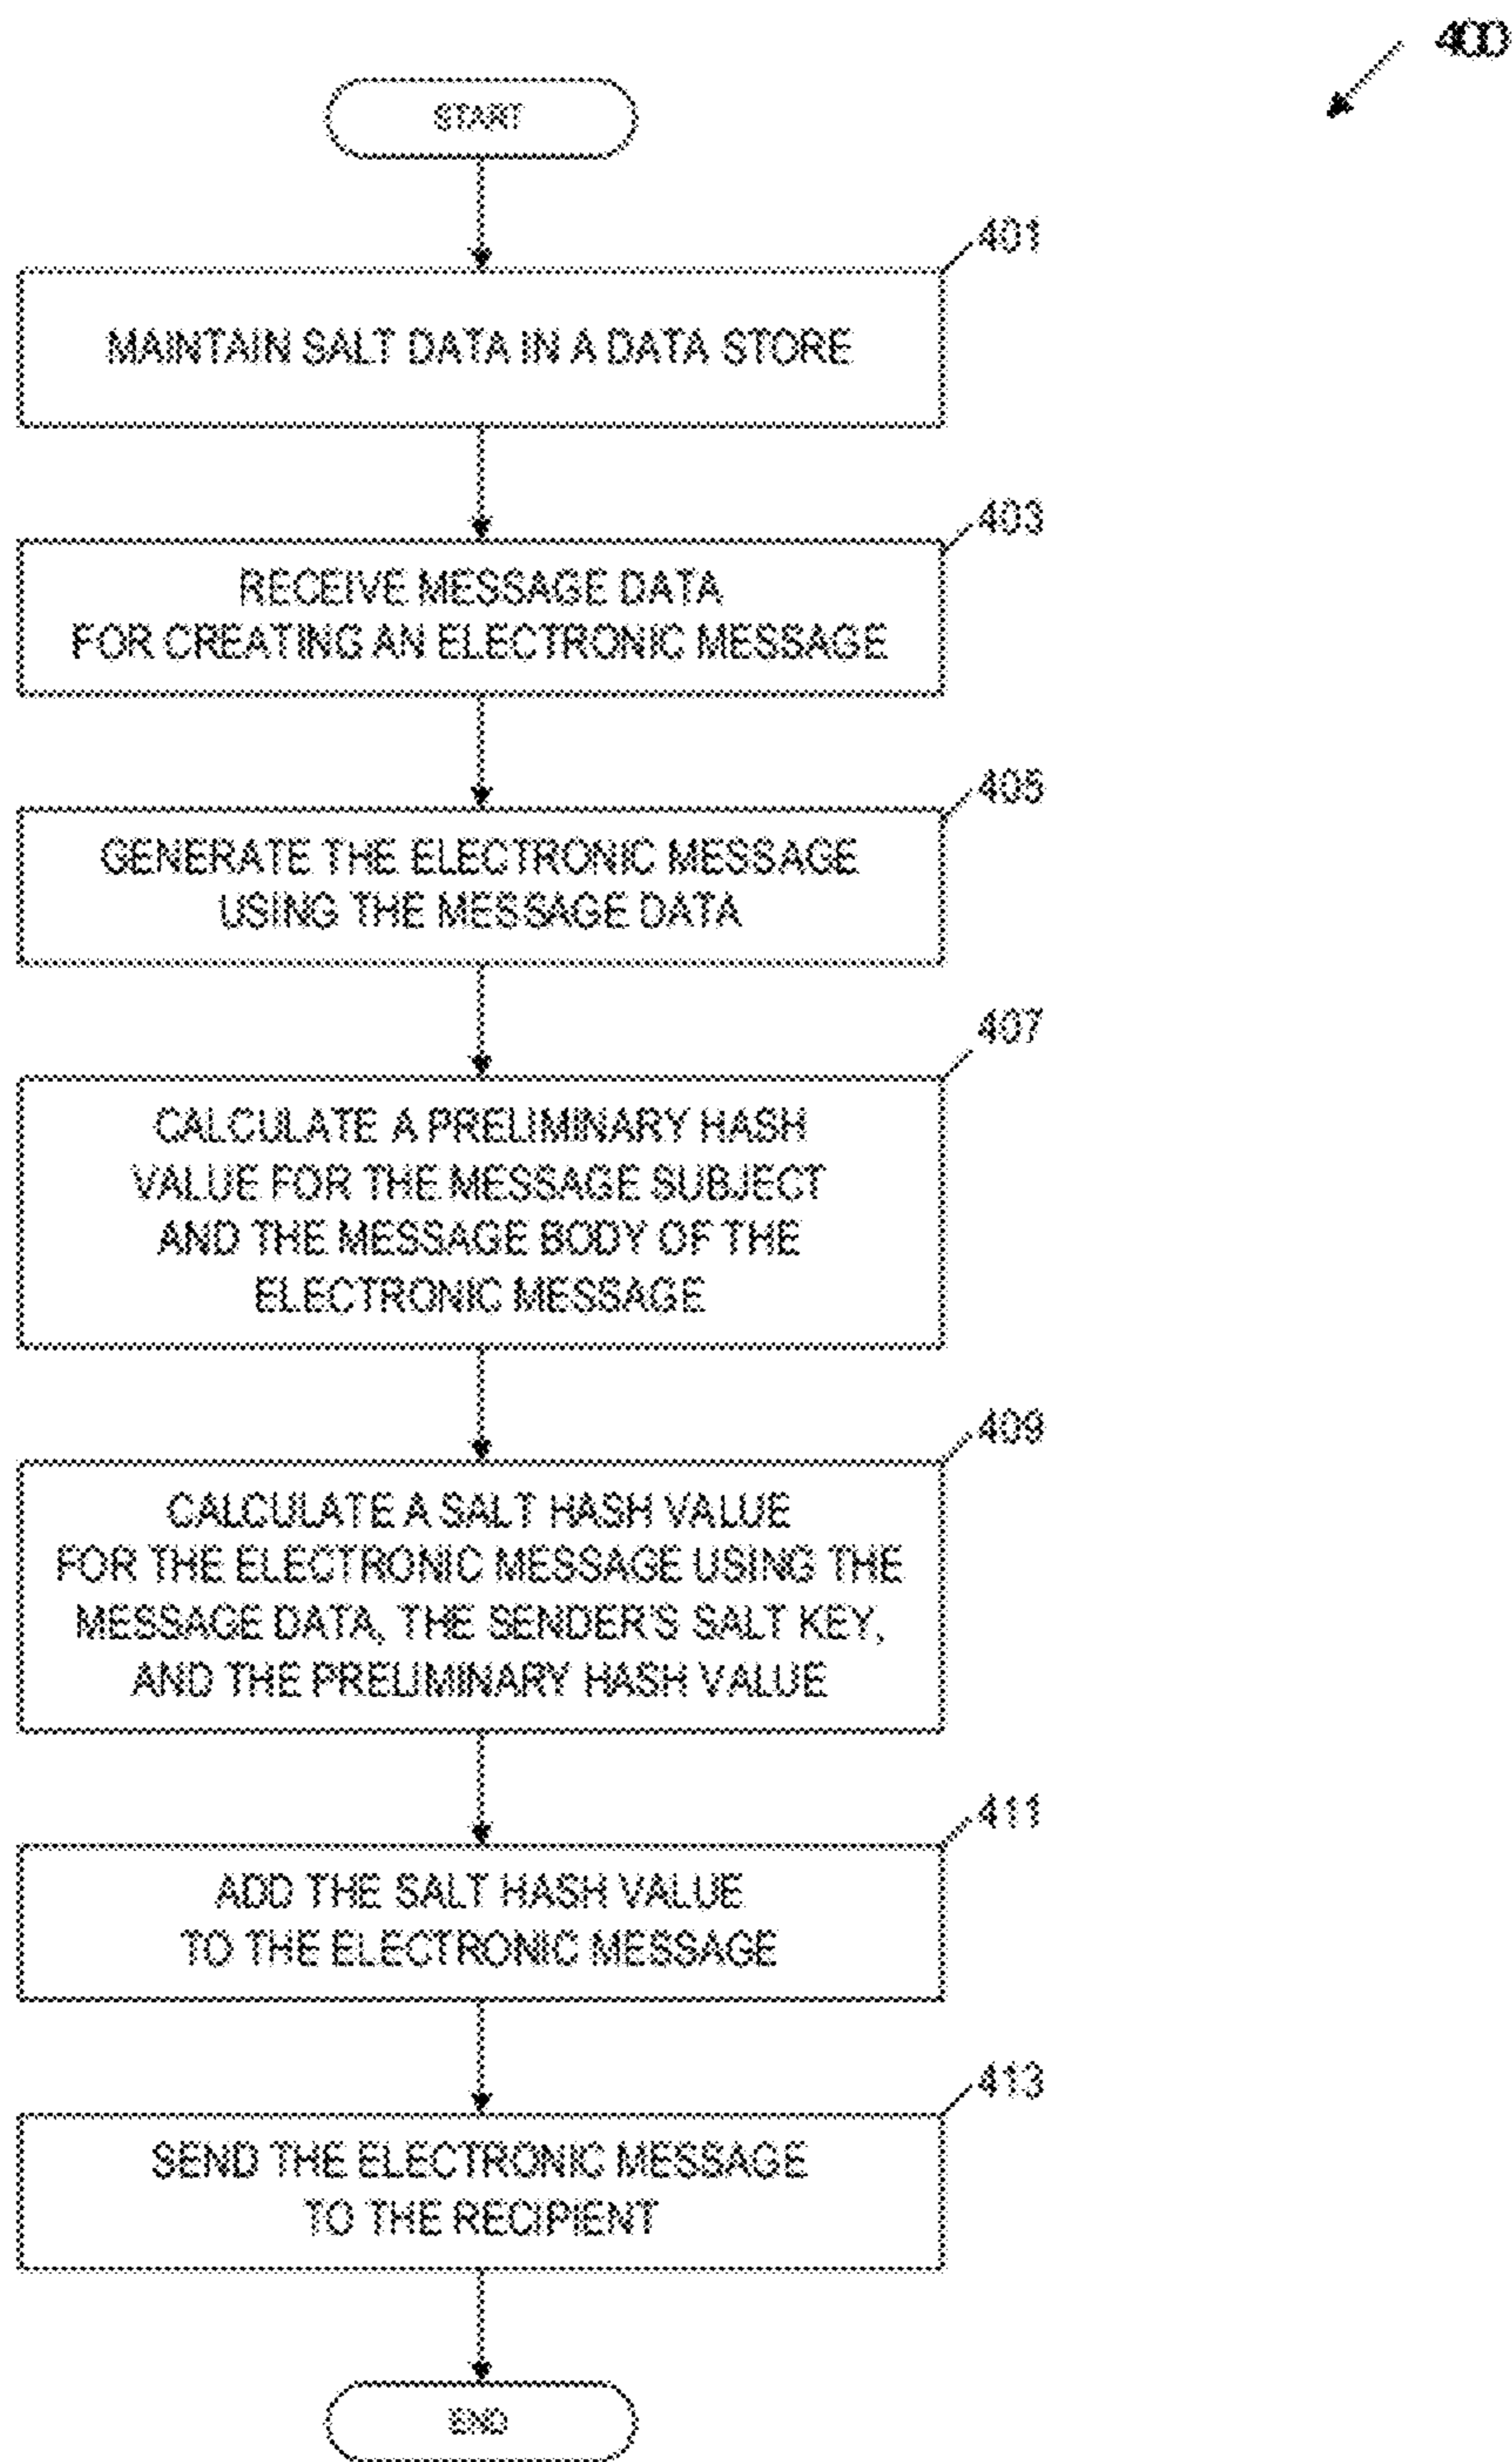 400
START
401
MAINTAIN SALT DATA IN A DATA STORE
403
RECEIVE MESSAGE DATA
FOR CREATING AN ELECTRONIC MESSAGE
405
GENERATE THE ELECTRONIC MESSAGE
USING THE MESSAGE DATA
407
CALCULATE A PRELIMINARY HASH
VALUE FOR THE MESSAGE SUBJECT
AND THE MESSAGE BODY OF THE
ELECTRONIC MESSAGE
409
CALCULATE A SALT HASH VALUE
FOR THE ELECTRONIC MESSAGE USING THE
MESSAGE DATA, THE SENDER'S SALT KEY,
AND THE PRELIMINARY HASH VALUE
411
ADD THE SALT HASH VALUE
TO THE ELECTRONIC MESSAGE
413
SEND THE ELECTRONIC MESSAGE
TO THE RECIPIENT
END